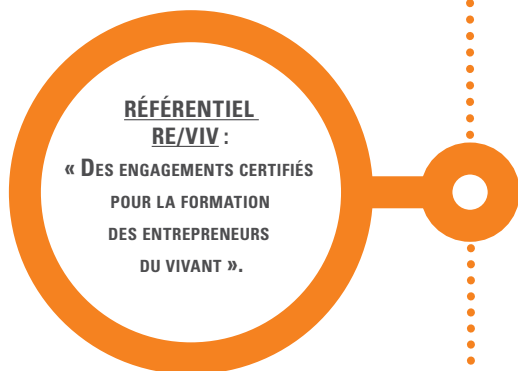 RÉFÉRENTIEL
RE/VIV :
« DES ENGAGEMENTS CERTIFIÉS
POUR LA FORMATION
DES ENTREPRENEURS
DU VIVANT ».